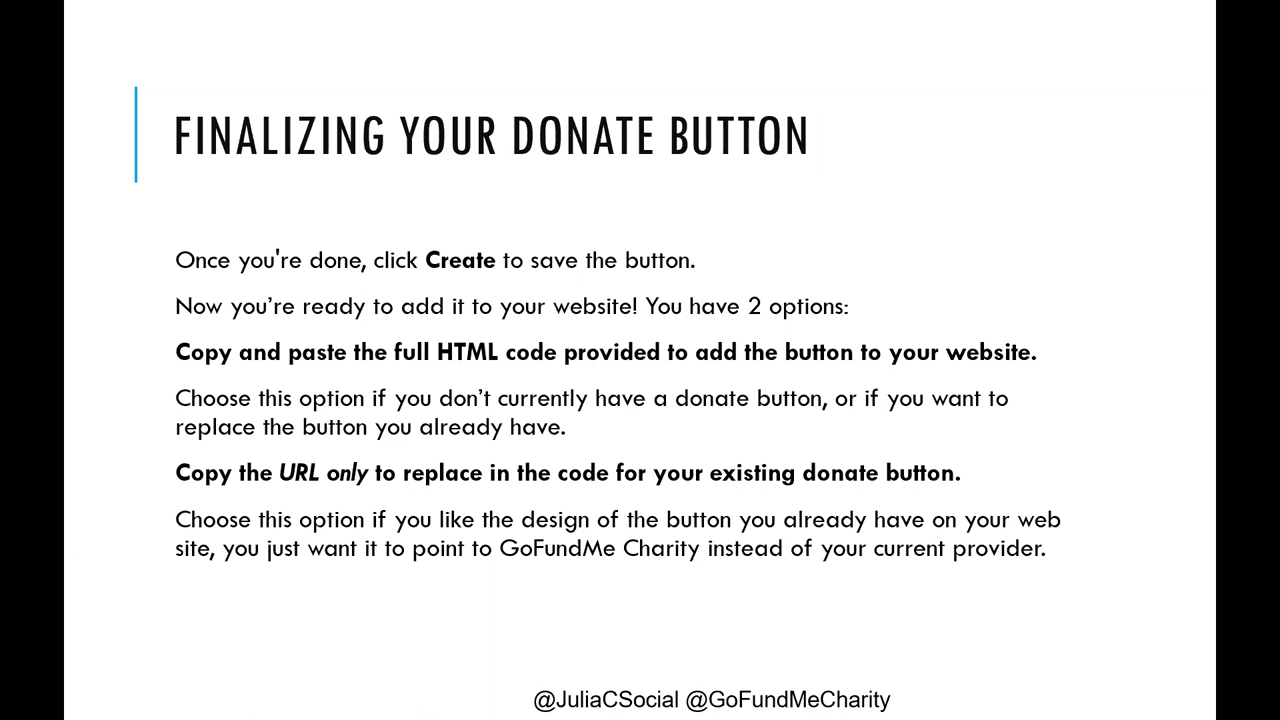 FINALIZING YOUR DONATE BUTTON
Once you're done, click Create to save the button.
Now you’re ready to add it to your website! You have 2 options:
Copy and paste the full HTML code provided to add the button to your website.
Choose this option if you don’t currently have a donate button, or if you want to
replace the button you already have.
Copy the URL only to replace in the code for your existing donate button.
Choose this option if you like the design of the button you already have on your web
site, you just want it to point to GoFundMe Charity instead of your current provider.
@JuliaCSocial @GoFundMeCharity